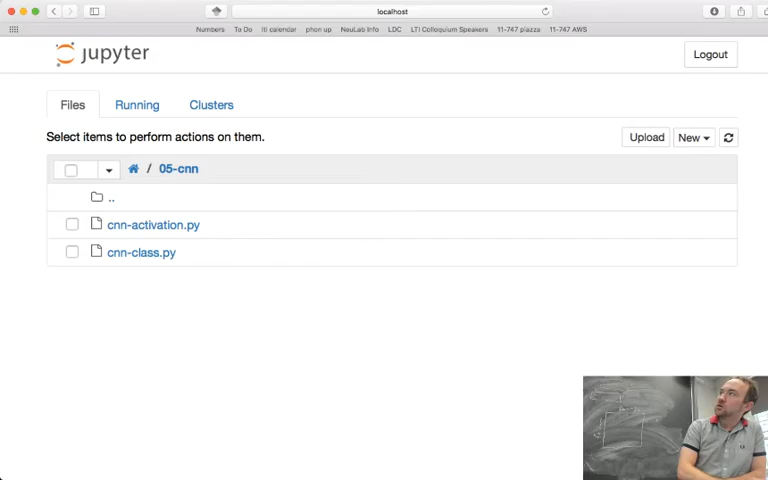 localhost
Numbers To Do lti calendar phon up NeuLab Info LDC LTI Colloquium Speakers 11-747 piazza 11-747 AWS
jupyter
Logout
Files Running Clusters
Select items to perform actions on them.
Upload New
/ 05-cnn
..
cnn-activation.py
cnn-class.py